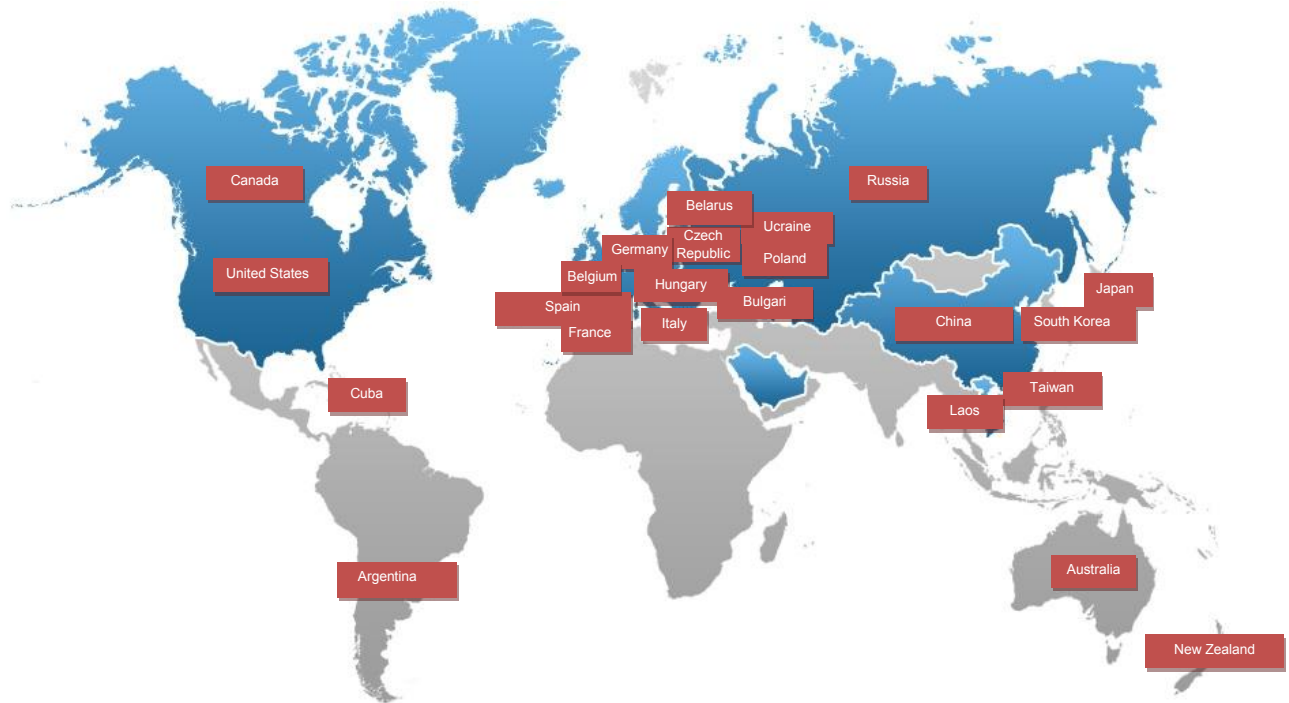 Canada
Russia
Belarus
Ucraine
Czech
Republic
Germany
Poland
United States
Belgium
Hungary
Japan
Spain
Bulgari
France
Italy
China
South Korea
Cuba
Taiwan
Laos
Argentina
Australia
New Zealand